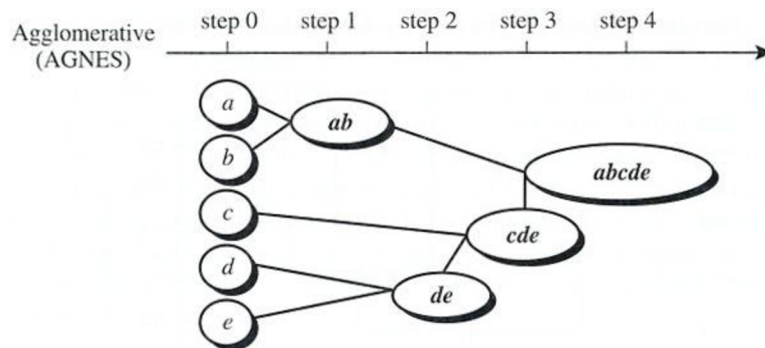 step 0 step 1 step 2 step 3 step 4
Agglomerative
(AGNES)
a
ab
b
abcde
c
cde
d
de
e